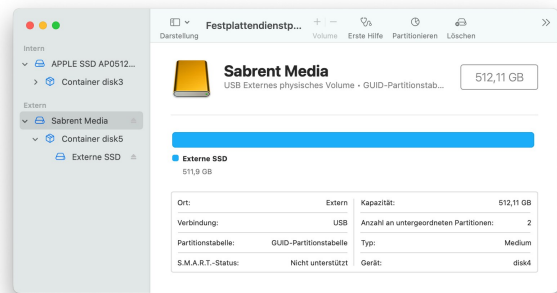 Festplattendienstp...
Darstellung
Volume
Erste Hilfe
Partitionieren
Löschen
Intern
APPLE SSD AP0512...
Container disk3
Extern
Sabrent Media
Container disk5
Externe SSD
Sabrent Media
USB Externes physisches Volume • GUID-Partitionstab...
512,11 GB
Externe SSD
511,9 GB
Ort: Extern
Kapazität: 512,11 GB
Verbindung: USB
Anzahl an untergeordneten Partitionen: 2
Partitionstabelle: GUID-Partitionstabelle
Typ: Medium
S.M.A.R.T.-Status: Nicht unterstützt
Gerät: disk4